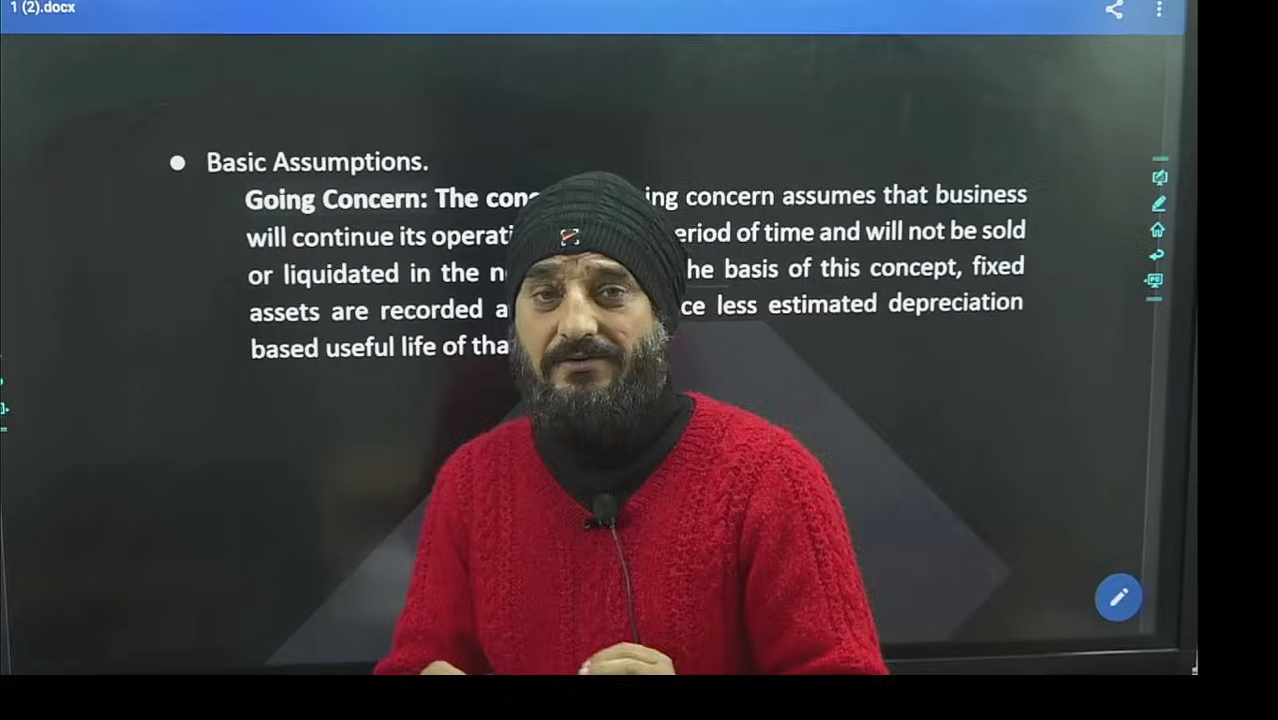 1 (2).docx
Basic Assumptions.
Going Concern: The conc ing concern assumes that business
will continue its operati eriod of time and will not be sold
or liquidated in the n he basis of this concept, fixed
assets are recorded a ce less estimated depreciation
based useful life of tha